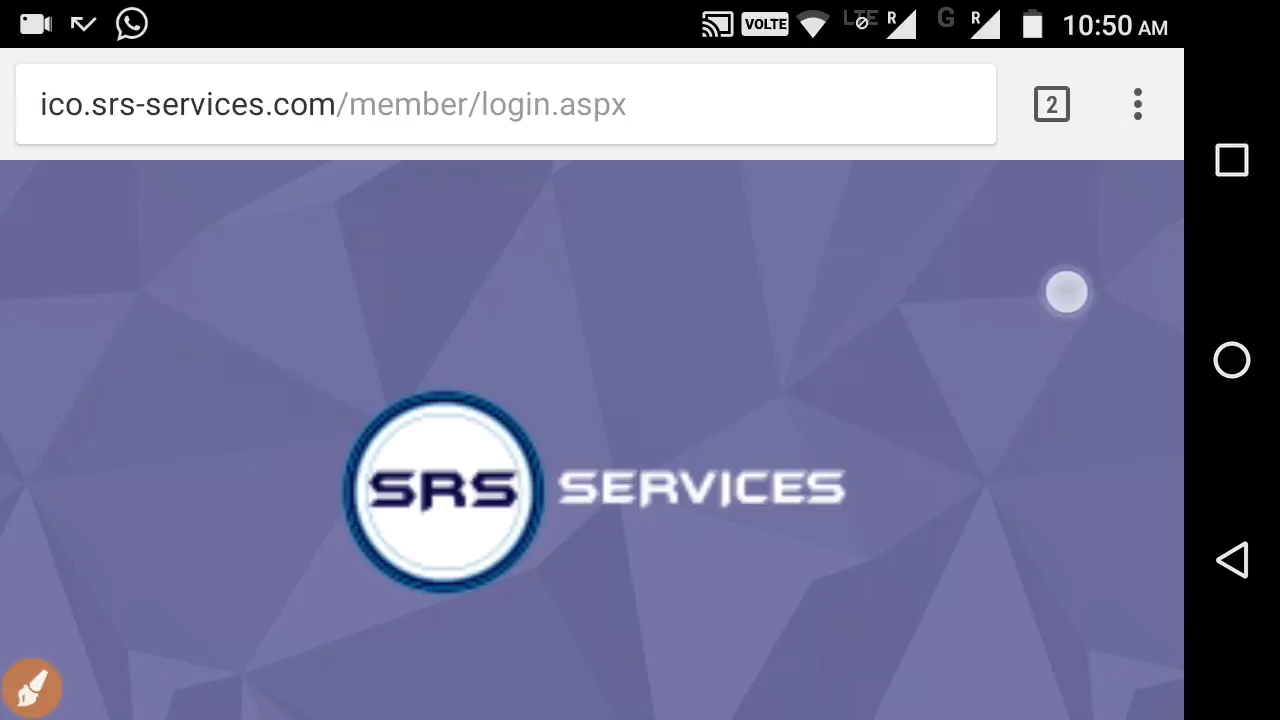 VOLTE LTE R G R 10:50 AM
ico.srs-services.com/member/login.aspx 2
SRS SERVICES